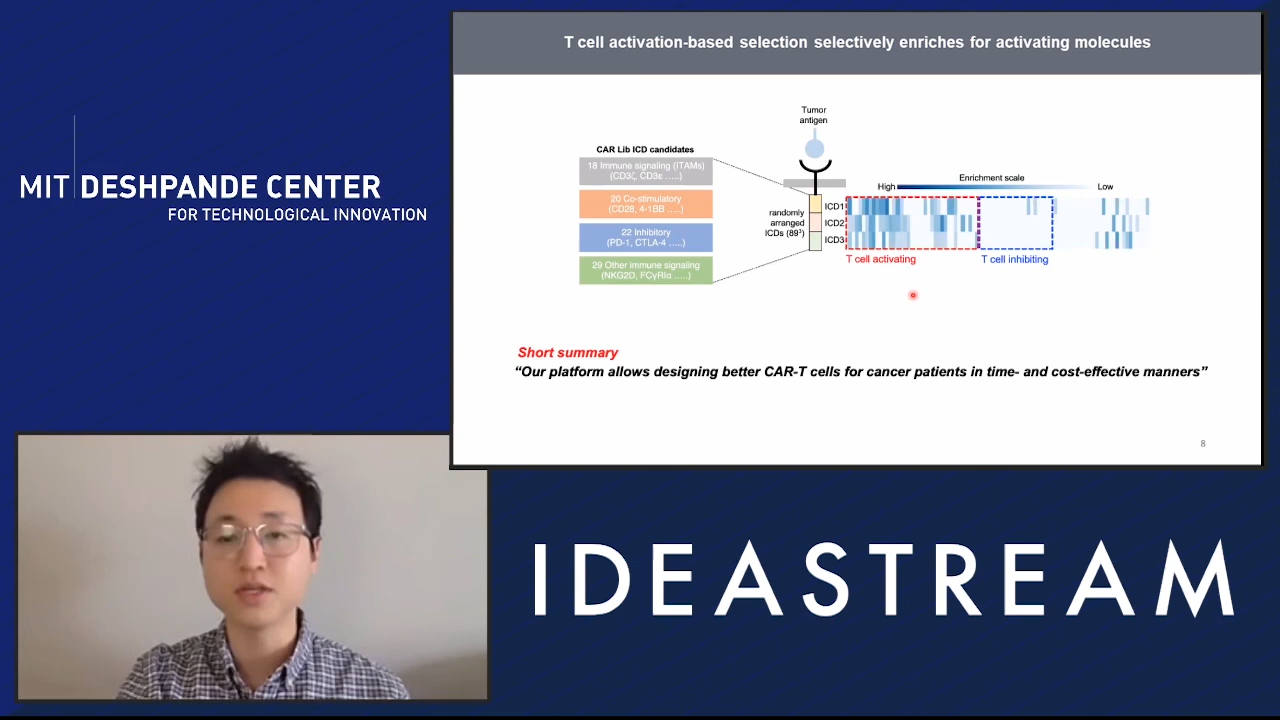 MIT DESHPANDE CENTER
FOR TECHNOLOGICAL INNOVATION
T cell activation-based selection selectively enriches for activating molecules
Tumor
antigen
CAR Lib ICD candidates
18 Immune signaling (ITAMs)
(CD3ζ, CD3ε .....)
20 Co-stimulatory
(CD28, 4-1BB .....)
22 Inhibitory
(PD-1, CTLA-4 .....)
29 Other immune signaling
(NKG2D, FCγRIα .....)
randomly
arranged
ICDs (89³)
ICD1
ICD2
ICD3
Enrichment scale
High
Low
T cell activating
T cell inhibiting
Short summary
“Our platform allows designing better CAR-T cells for cancer patients in time- and cost-effective manners”
8
IDEASTREAM